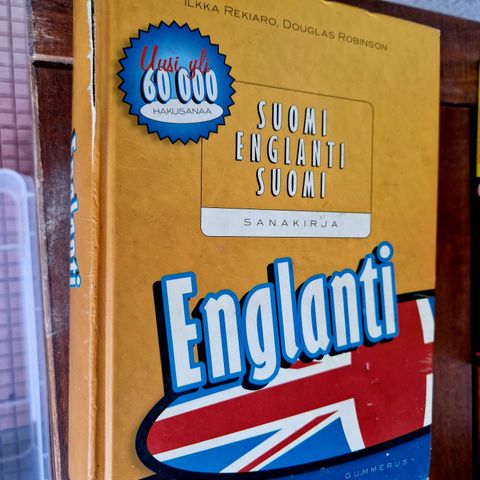 ILKKA REKIARO, DOUGLAS ROBINSON
Uusi yli
60 000
HAKUSANAA
SUOMI
ENGLANTI
SUOMI
SANAKIRJA
Englanti
GUMMERUS